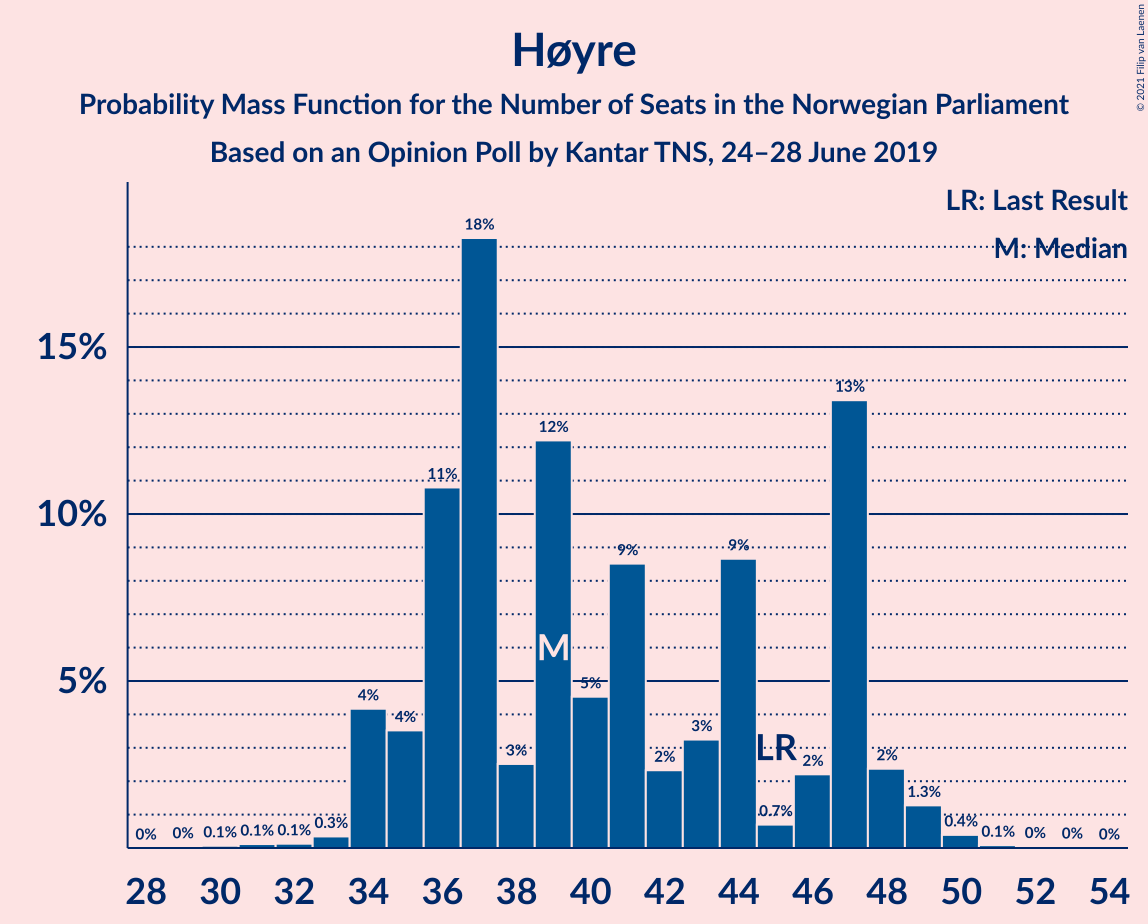 Høyre
Probability Mass Function for the Number of Seats in the Norwegian Parliament
Based on an Opinion Poll by Kantar TNS, 24–28 June 2019
© 2021 Filip van Laenen
LR: Last Result
M: Median
15%
10%
5%
0% 0% 0.1% 0.1% 0.1% 0.3% 4% 4% 11% 18% 3% 12% 5% 9% 2% 3% 9% 0.7% 2% 13% 2% 1.3% 0.4% 0.1% 0% 0% 0%
M
LR
28 30 32 34 36 38 40 42 44 46 48 50 52 54